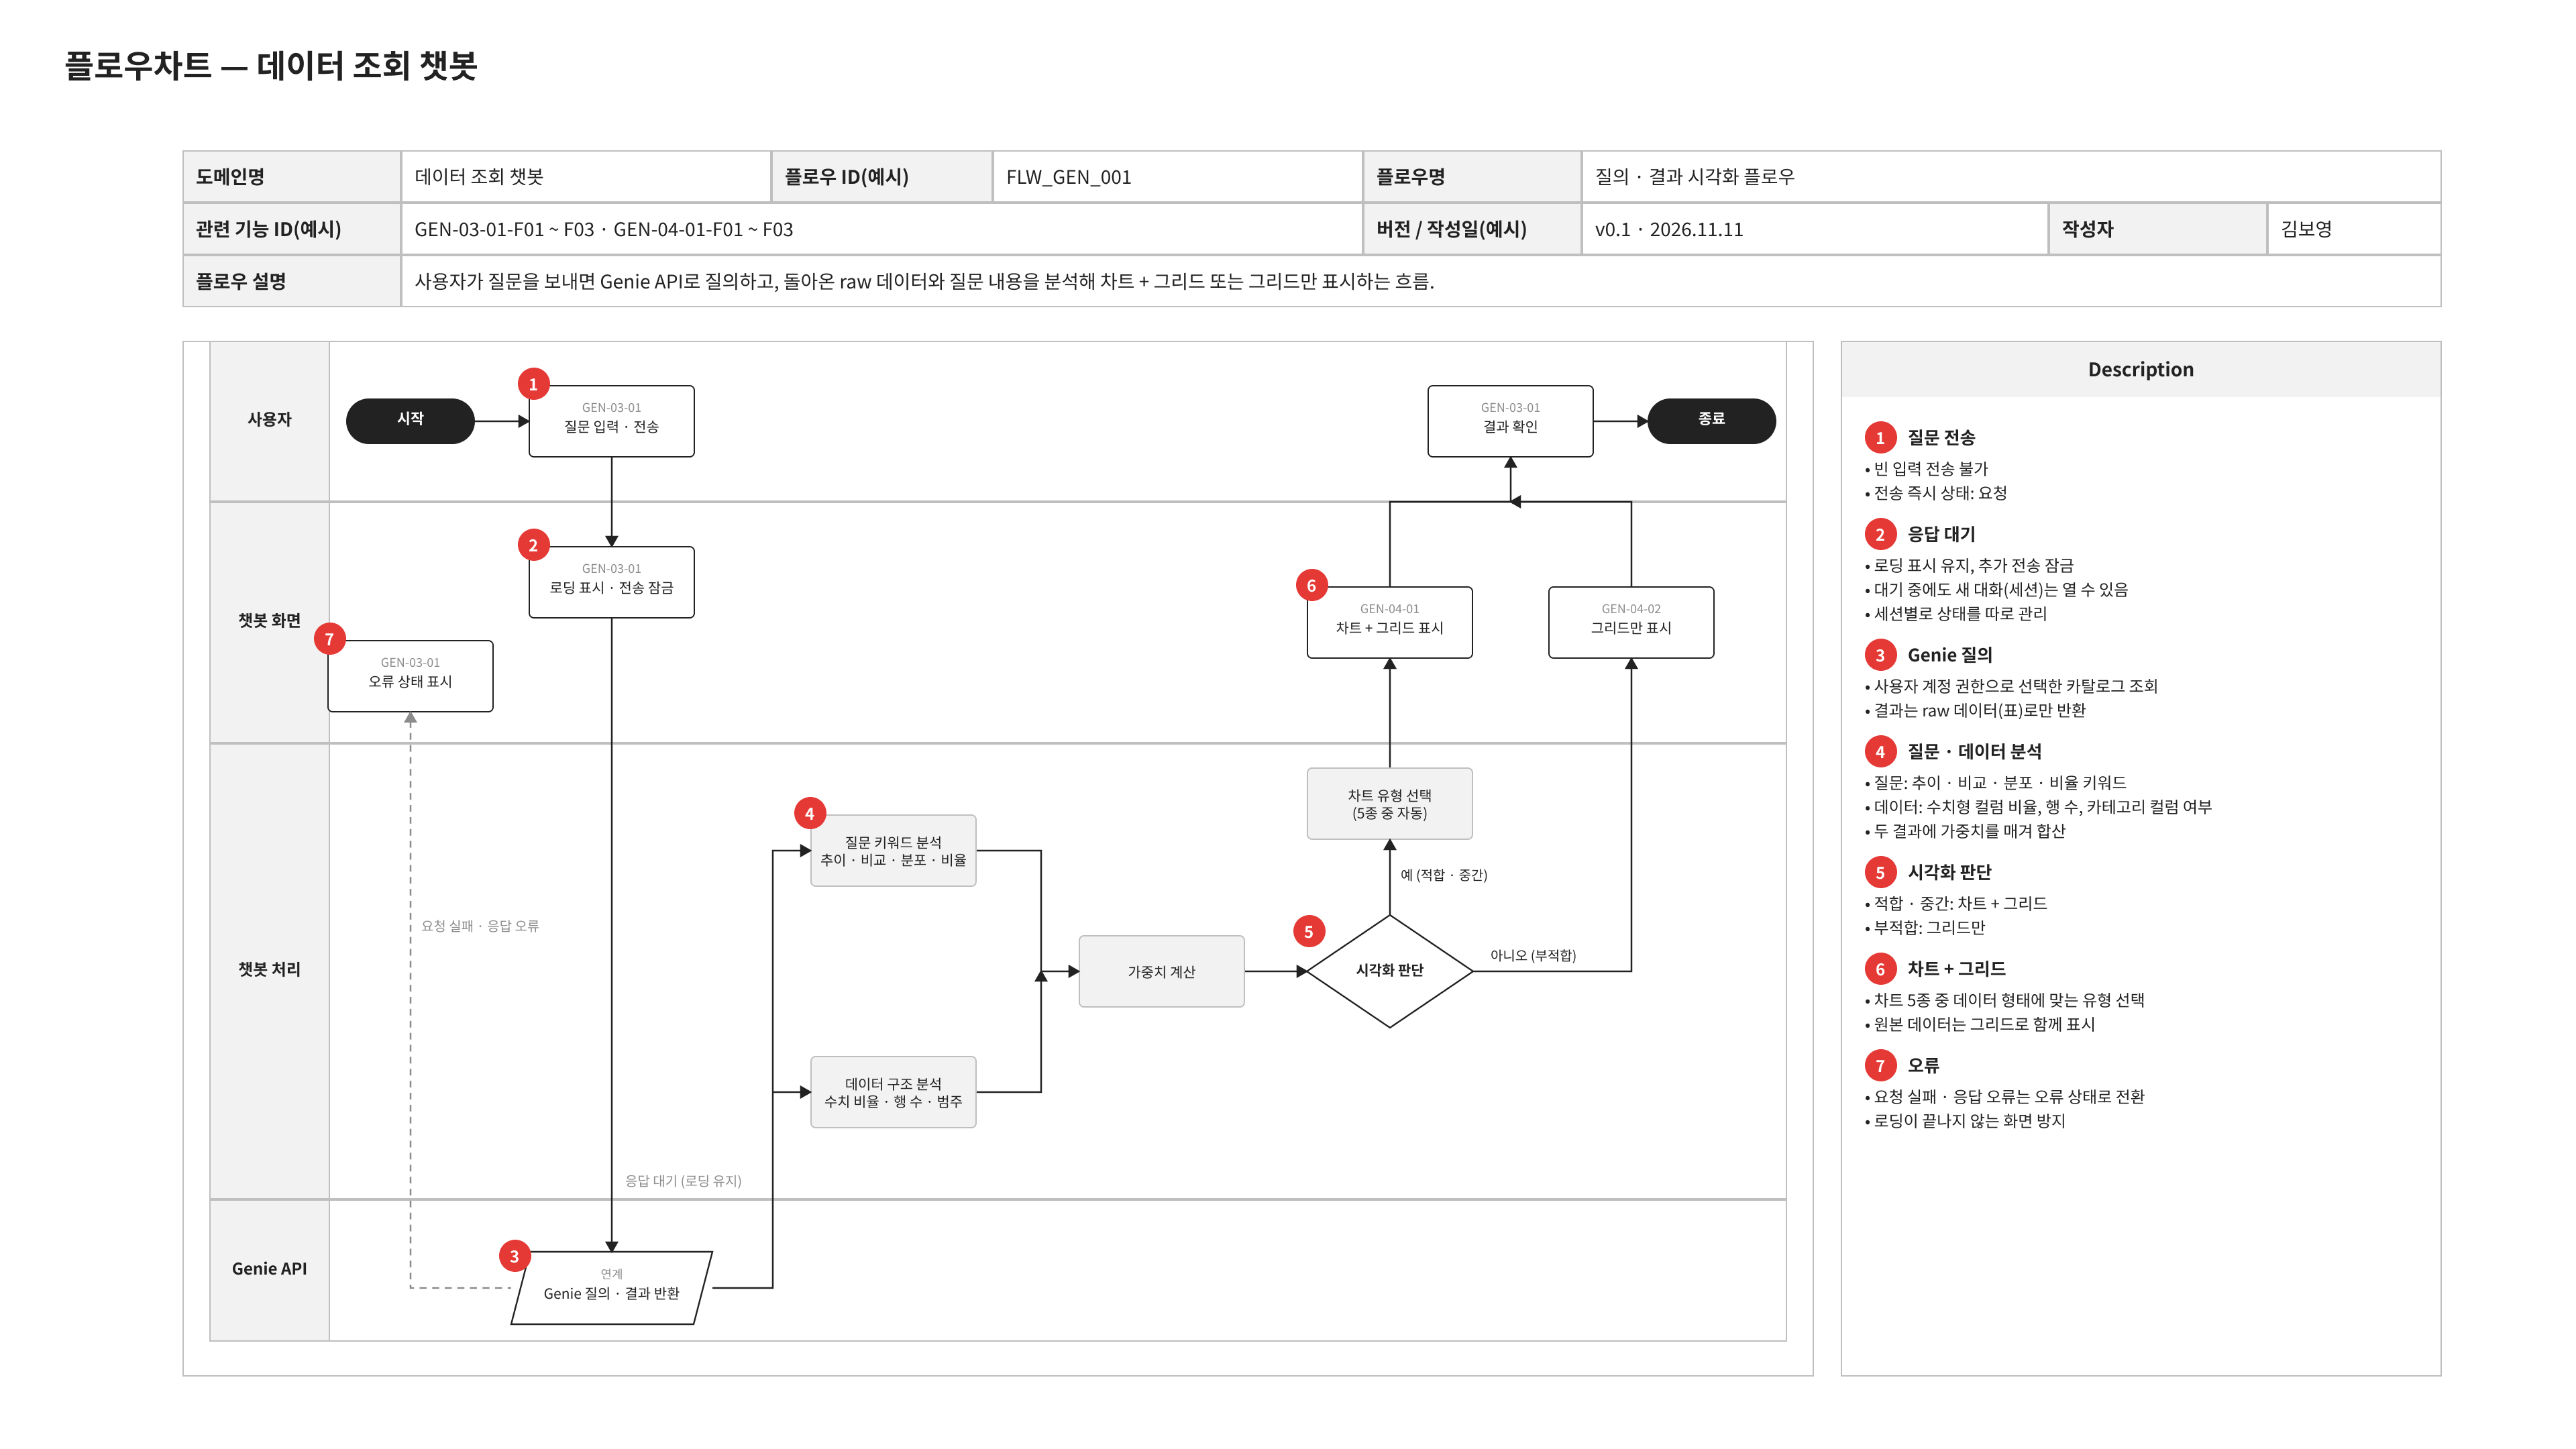 플로우차트 — 데이터 조회 챗봇
도메인명 데이터 조회 챗봇 플로우 ID(예시) FLW_GEN_001 플로우명 질의 · 결과 시각화 플로우
관련 기능 ID(예시) GEN-03-01-F01 ~ F03 · GEN-04-01-F01 ~ F03 버전 / 작성일(예시) v0.1 · 2026.11.11 작성자 김보영
플로우 설명 사용자가 질문을 보내면 Genie API로 질의하고, 돌아온 raw 데이터와 질문 내용을 분석해 차트 + 그리드 또는 그리드만 표시하는 흐름.
사용자
시작
1
GEN-03-01
질문 입력 · 전송
GEN-03-01
결과 확인
종료
챗봇 화면
2
GEN-03-01
로딩 표시 · 전송 잠금
7
GEN-03-01
오류 상태 표시
6
GEN-04-01
차트 + 그리드 표시
GEN-04-02
그리드만 표시
챗봇 처리
요청 실패 · 응답 오류
응답 대기 (로딩 유지)
4
질문 키워드 분석
추이 · 비교 · 분포 · 비율
데이터 구조 분석
수치 비율 · 행 수 · 범주
가중치 계산
5
시각화 판단
차트 유형 선택
(5종 중 자동)
예 (적합 · 중간)
아니오 (부적합)
Genie API
3
연계
Genie 질의 · 결과 반환
Description
1 질문 전송
• 빈 입력 전송 불가
• 전송 즉시 상태: 요청
2 응답 대기
• 로딩 표시 유지, 추가 전송 잠금
• 대기 중에도 새 대화(세션)는 열 수 있음
• 세션별로 상태를 따로 관리
3 Genie 질의
• 사용자 계정 권한으로 선택한 카탈로그 조회
• 결과는 raw 데이터(표)로만 반환
4 질문 · 데이터 분석
• 질문: 추이 · 비교 · 분포 · 비율 키워드
• 데이터: 수치형 컬럼 비율, 행 수, 카테고리 컬럼 여부
• 두 결과에 가중치를 매겨 합산
5 시각화 판단
• 적합 · 중간: 차트 + 그리드
• 부적합: 그리드만
6 차트 + 그리드
• 차트 5종 중 데이터 형태에 맞는 유형 선택
• 원본 데이터는 그리드로 함께 표시
7 오류
• 요청 실패 · 응답 오류는 오류 상태로 전환
• 로딩이 끝나지 않는 화면 방지